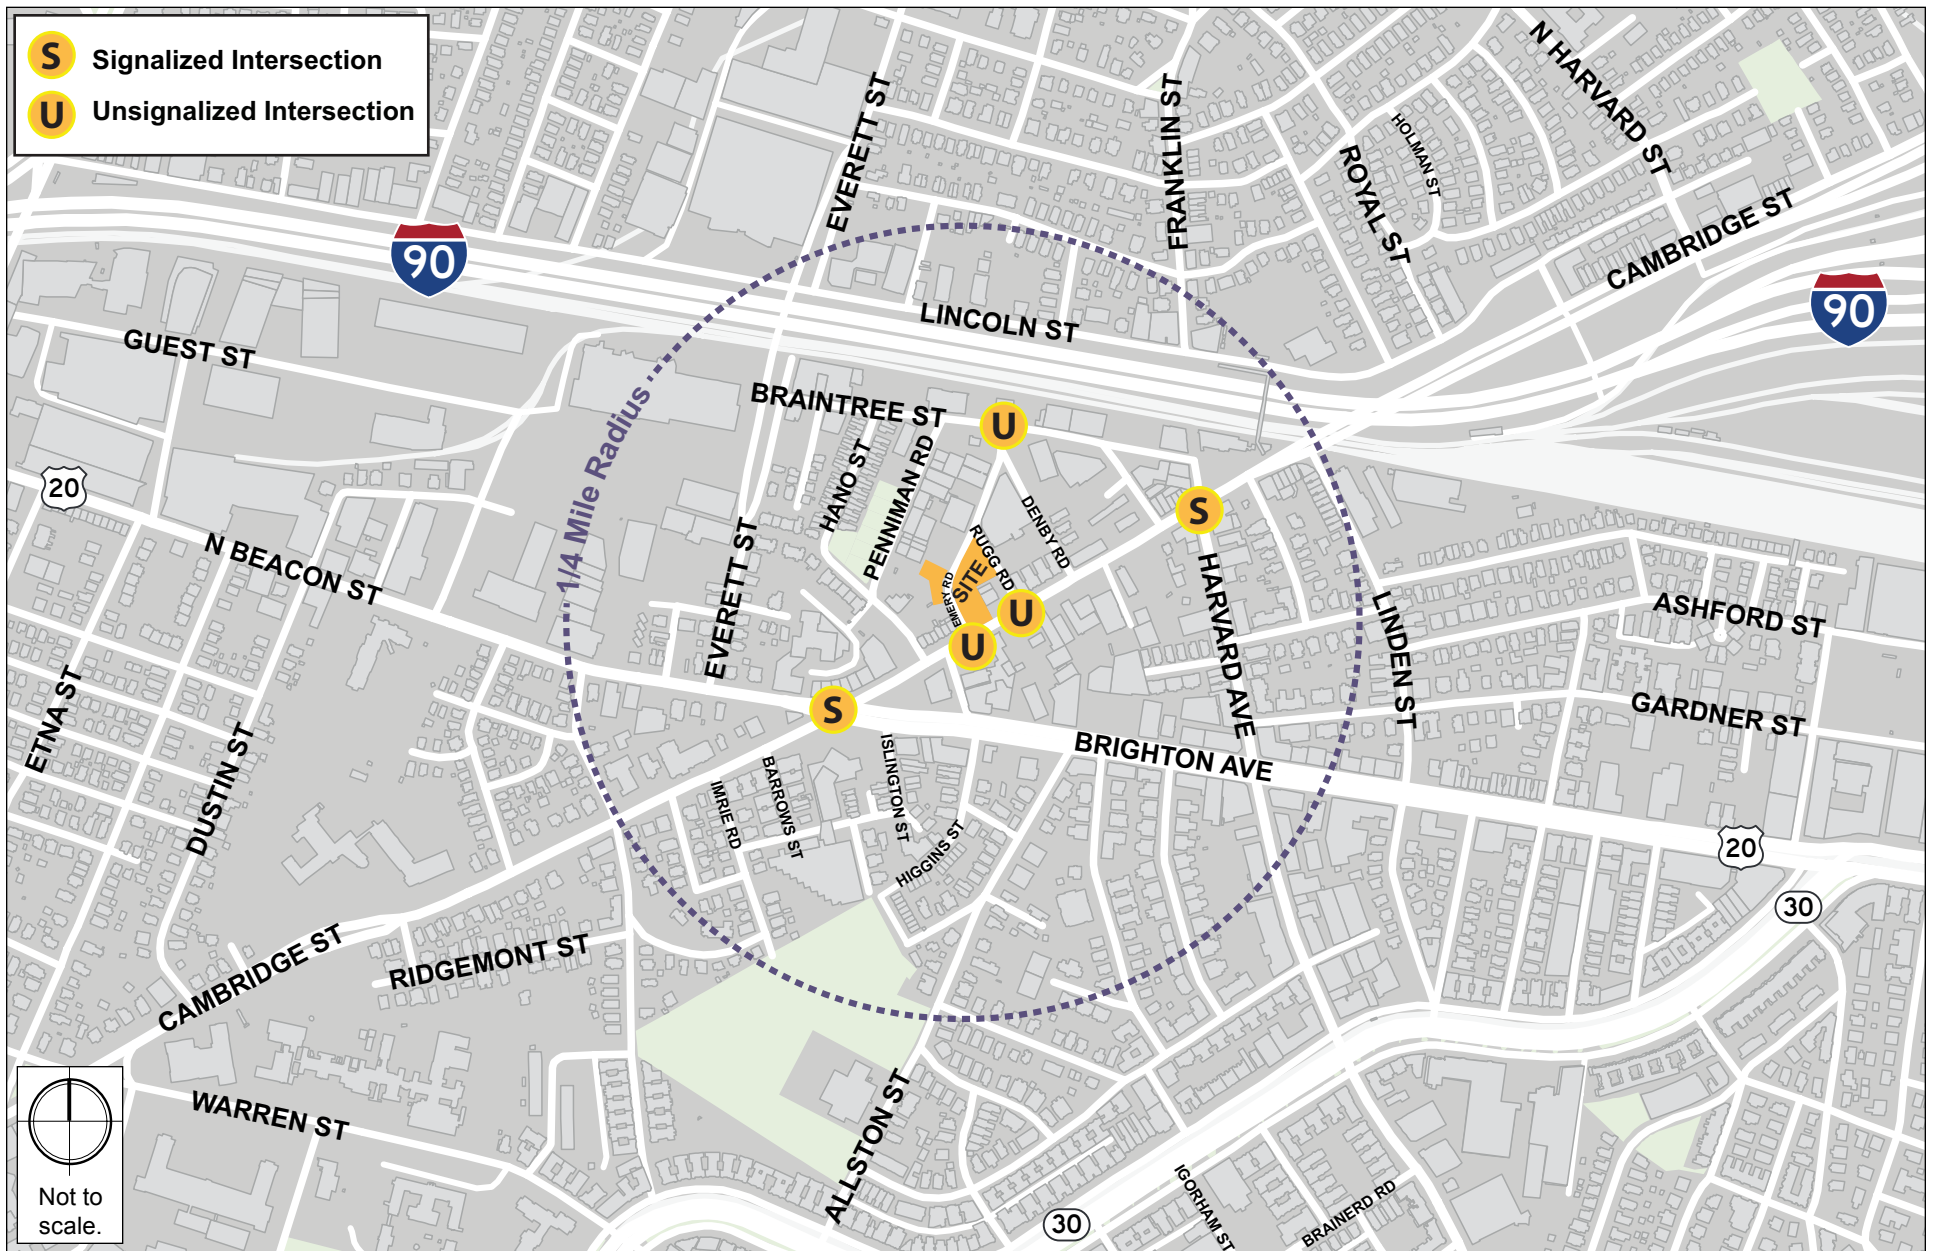 S Signalized Intersection
U Unsignalized Intersection
N HARVARD ST
EVERETT ST
FRANKLIN ST
HOLMAN ST
ROYAL ST
CAMBRIDGE ST
90
90
LINCOLN ST
GUEST ST
1/4 Mile Radius
BRAINTREE ST
U
HANO ST
PENNIMAN RD
20
DENBY RD
S
RUGG RD
N BEACON ST
EVERETT ST
SITE
EMERY RD
U
U
HARVARD AVE
LINDEN ST
ASHFORD ST
ETNA ST
S
GARDNER ST
DUSTIN ST
BRIGHTON AVE
ISLINGTON ST
BARROWS ST
IMRIE RD
HIGGINS ST
20
30
CAMBRIDGE ST
RIDGEMONT ST
WARREN ST
ALLSTON ST
IGORHAM ST
BRAINERD RD
30
Not to
scale.